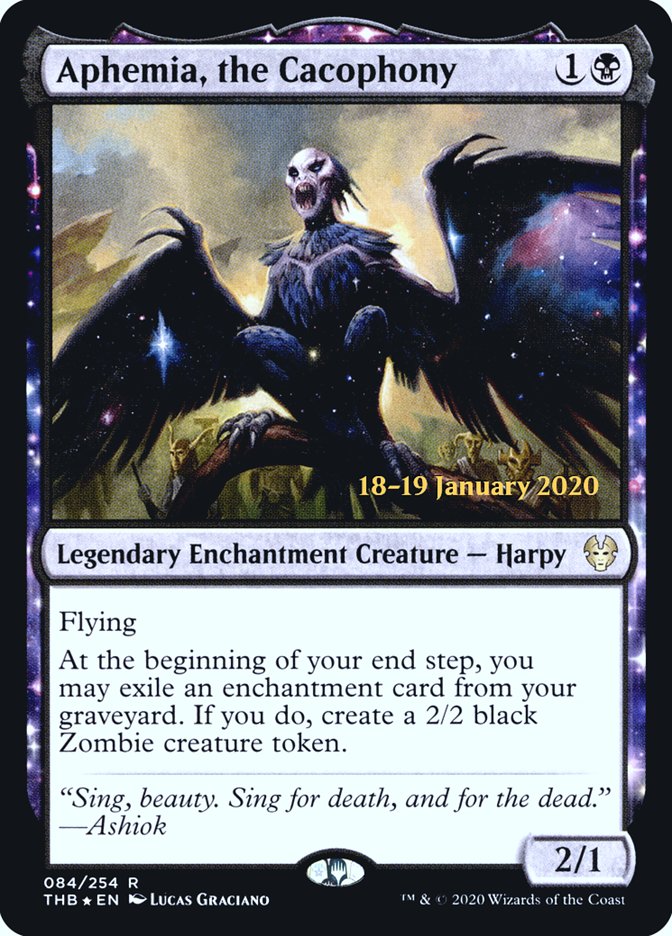 Aphemia, the Cacophony 1
18–19 January 2020
Legendary Enchantment Creature — Harpy
Flying
At the beginning of your end step, you
may exile an enchantment card from your
graveyard. If you do, create a 2/2 black
Zombie creature token.
“Sing, beauty. Sing for death, and for the dead.”
—Ashiok
2/1
084/254 R
THB★EN Lucas Graciano
™ & © 2020 Wizards of the Coast